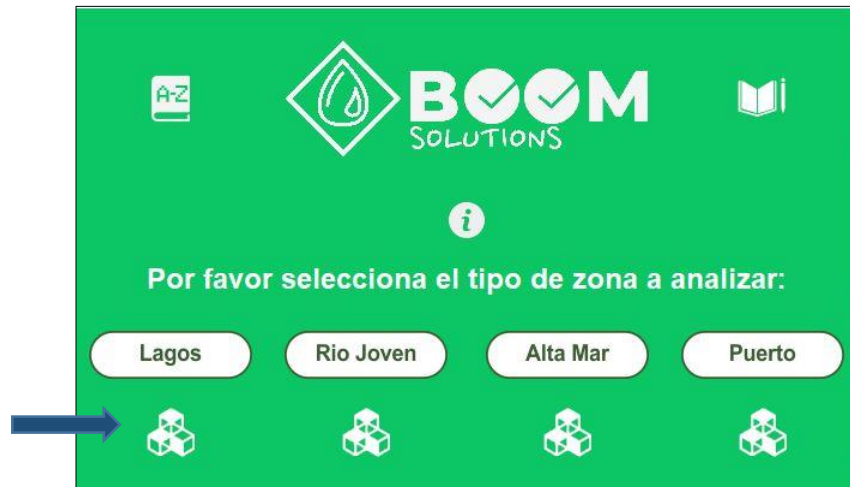 A-Z
BOOM
SOLUTIONS
i
Por favor selecciona el tipo de zona a analizar:
Lagos
Rio Joven
Alta Mar
Puerto